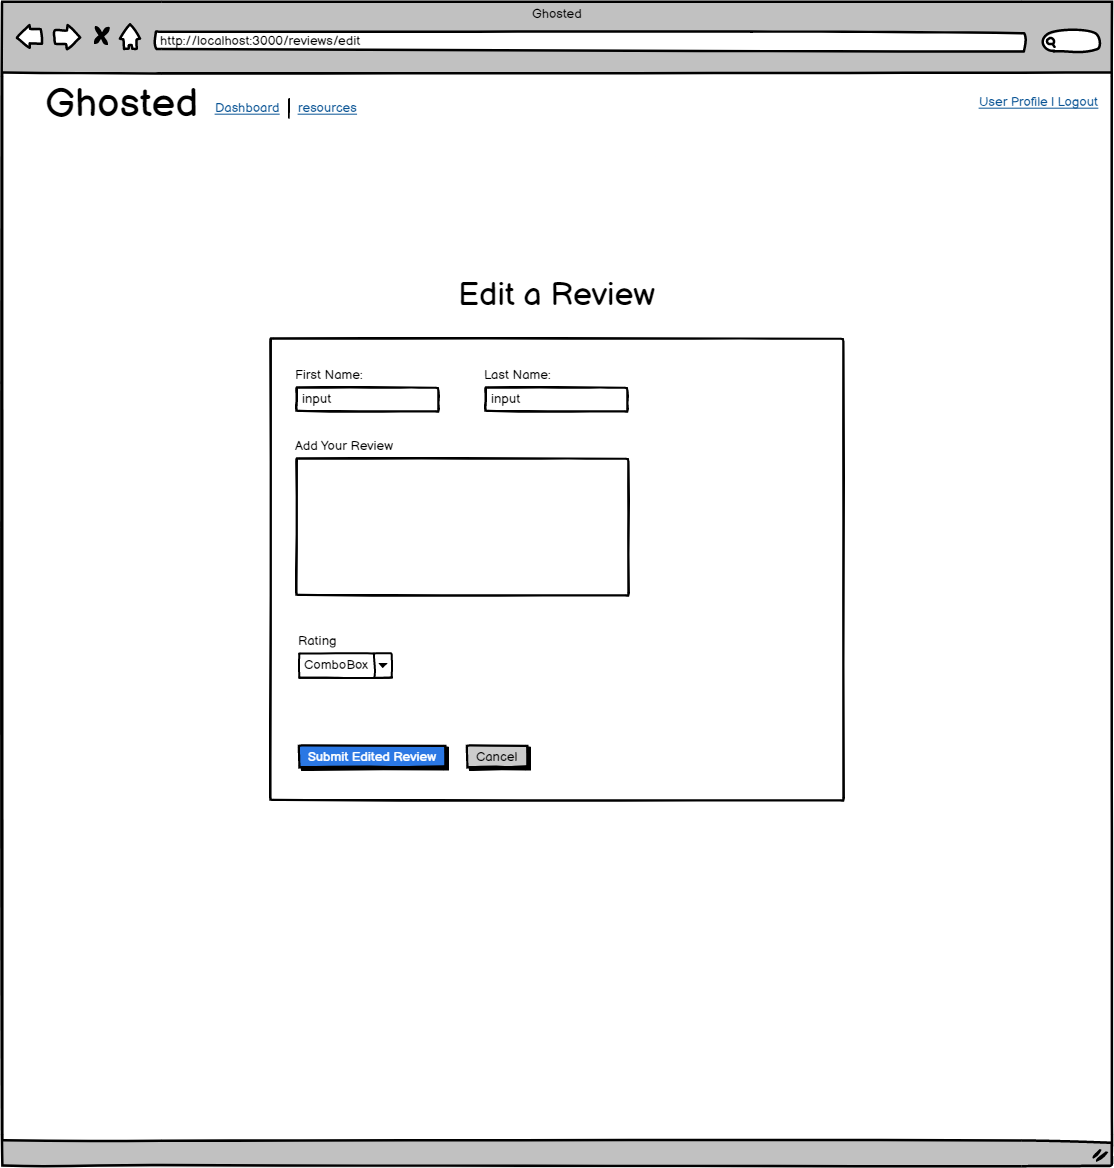 Ghosted
http://localhost:3000/reviews/edit
Ghosted Dashboard | resources User Profile | Logout
Edit a Review
First Name: Last Name:
input input
Add Your Review
Rating
ComboBox
Submit Edited Review Cancel